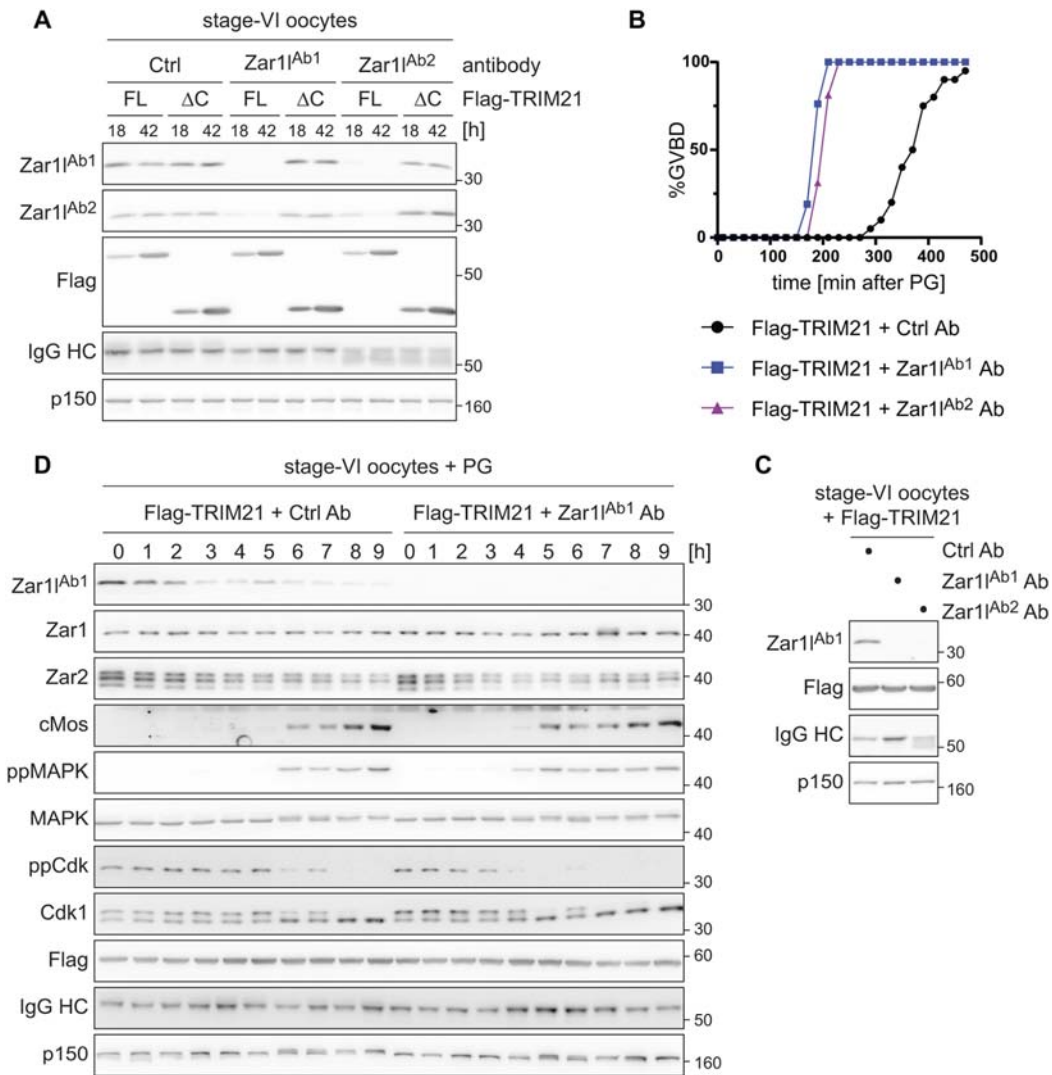 A
stage-VI oocytes
Ctrl Zar1l^Ab1 Zar1l^Ab2 antibody
FL ΔC FL ΔC FL ΔC Flag-TRIM21
18 42 18 42 18 42 18 42 18 42 18 42 [h]
Zar1l^Ab1 30
Zar1l^Ab2 30
Flag 50
IgG HC 50
p150 160
B
%GVBD
100
50
0
0 100 200 300 400 500
time [min after PG]
Flag-TRIM21 + Ctrl Ab
Flag-TRIM21 + Zar1l^Ab1 Ab
Flag-TRIM21 + Zar1l^Ab2 Ab
D
stage-VI oocytes + PG
Flag-TRIM21 + Ctrl Ab Flag-TRIM21 + Zar1l^Ab1 Ab
0 1 2 3 4 5 6 7 8 9 0 1 2 3 4 5 6 7 8 9 [h]
Zar1l^Ab1 30
Zar1 40
Zar2 40
cMos 40
ppMAPK 40
MAPK 40
ppCdk 30
Cdk1 30
Flag 60
IgG HC 50
p150 160
C
stage-VI oocytes
+ Flag-TRIM21
Ctrl Ab
Zar1l^Ab1 Ab
Zar1l^Ab2 Ab
Zar1l^Ab1 30
Flag 60
IgG HC 50
p150 160